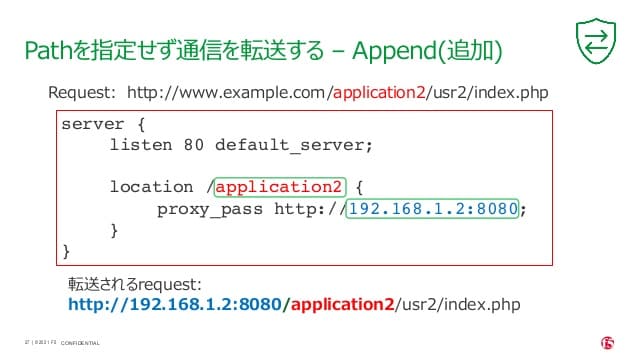 Pathを指定せず通信を転送する – Append(追加)
Request: http://www.example.com/application2/usr2/index.php
server {
listen 80 default_server;
location /application2 {
proxy_pass http://192.168.1.2:8080;
}
}
転送されるrequest:
http://192.168.1.2:8080/application2/usr2/index.php
27 | ©2021 F5 CONFIDENTIAL
f5